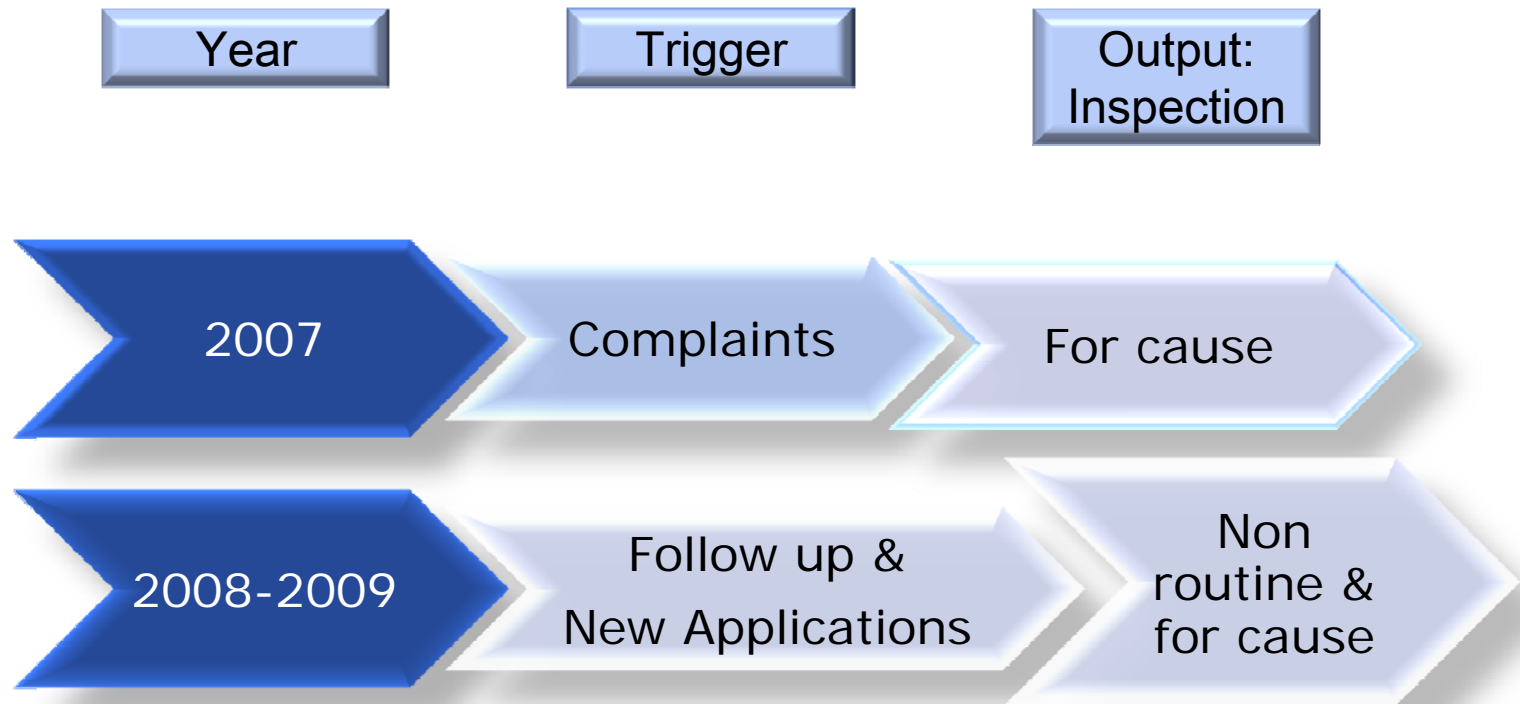 Year
Trigger
Output:
Inspection
2007
Complaints
For cause
2008-2009
Follow up &
New Applications
Non
routine &
for cause